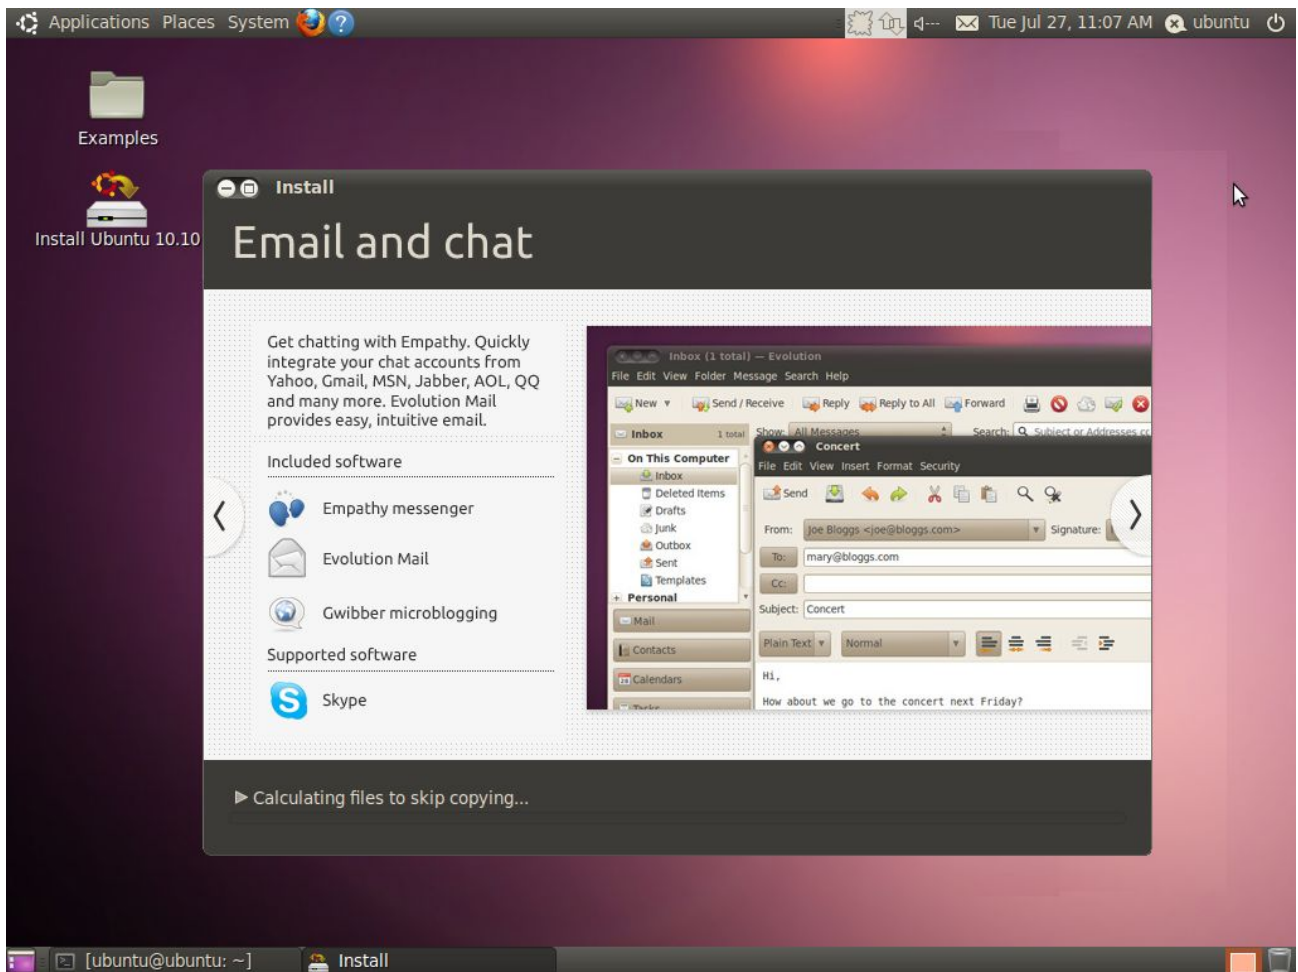 Applications Places System ?
--- Tue Jul 27, 11:07 AM ubuntu
Examples
Install Ubuntu 10.10
Install
Email and chat
Get chatting with Empathy. Quickly
integrate your chat accounts from
Yahoo, Gmail, MSN, Jabber, AOL, QQ
and many more. Evolution Mail
provides easy, intuitive email.
Included software
Empathy messenger
Evolution Mail
Gwibber microblogging
Supported software
Skype
Inbox (1 total) — Evolution
File Edit View Folder Message Search Help
New Send / Receive Reply Reply to All Forward
Inbox 1 total
Show: All Messages Search: Subject or Addresses
On This Computer
Inbox
Deleted Items
Drafts
Junk
Outbox
Sent
Templates
Personal
Mail
Contacts
Calendars
Tasks
Concert
File Edit View Insert Format Security
Send
From: Joe Bloggs <joe@bloggs.com> Signature:
To: mary@bloggs.com
Cc:
Subject: Concert
Plain Text Normal
Hi,
How about we go to the concert next Friday?
Calculating files to skip copying...
[ubuntu@ubuntu: ~] Install